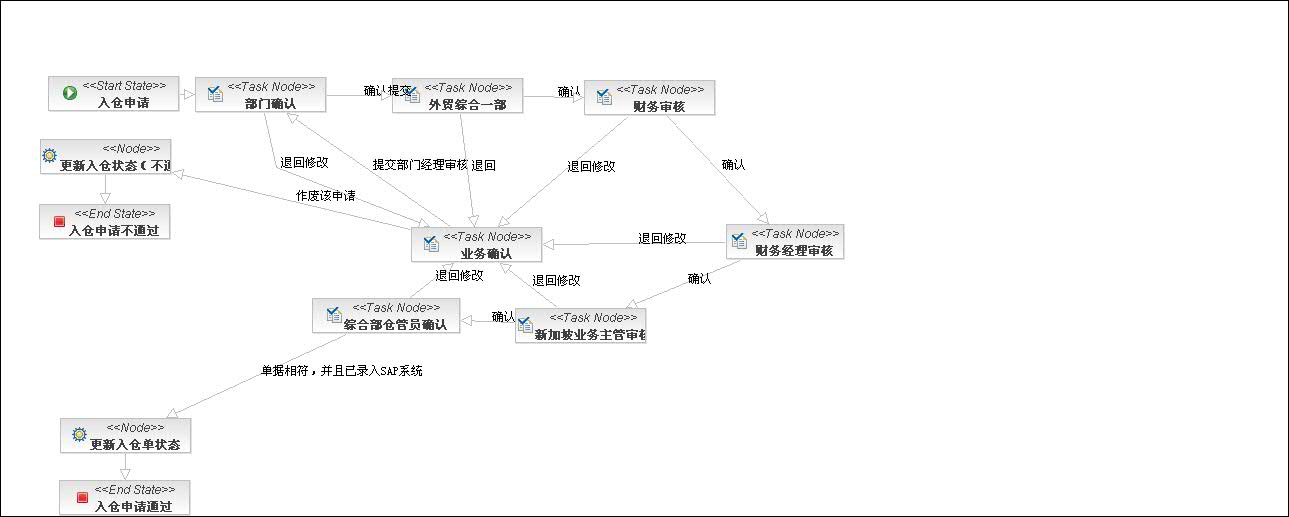 <<Start State>>
入仓申请
<<Task Node>>
部门确认
确认提交
<<Task Node>>
外贸综合一部
确认
<<Task Node>>
财务审核
<<Node>>
更新入仓状态（不通
退回修改
提交部门经理审核
退回
退回修改
确认
作废该申请
<<End State>>
入仓申请不通过
<<Task Node>>
业务确认
退回修改
<<Task Node>>
财务经理审核
退回修改
退回修改
确认
<<Task Node>>
综合部仓管员确认
确认
<<Task Node>>
新加坡业务主管审核
单据相符，并且已录入SAP系统
<<Node>>
更新入仓单状态
<<End State>>
入仓申请通过